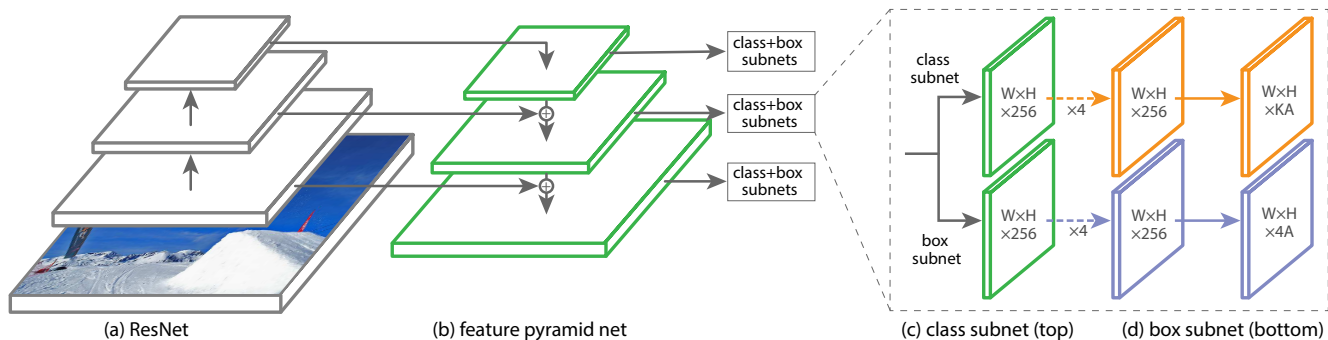 class+box
subnets
class+box
subnets
class+box
subnets
class
subnet
W×H
×256
×4
W×H
×256
W×H
×KA
box
subnet
W×H
×256
×4
W×H
×256
W×H
×4A
(a) ResNet
(b) feature pyramid net
(c) class subnet (top)
(d) box subnet (bottom)